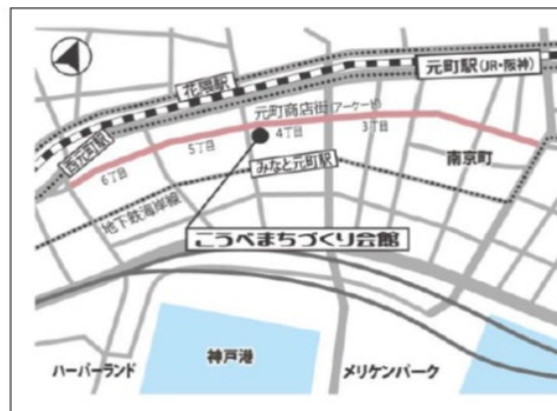 元町駅(JR・阪神)
花隈駅
元町商店街(アーケード)
西元町駅
6丁目
5丁目
4丁目
3丁目
南京町
みなと元町駅
地下鉄海岸線
こうべまちづくり会館
ハーバーランド
神戸港
メリケンパーク